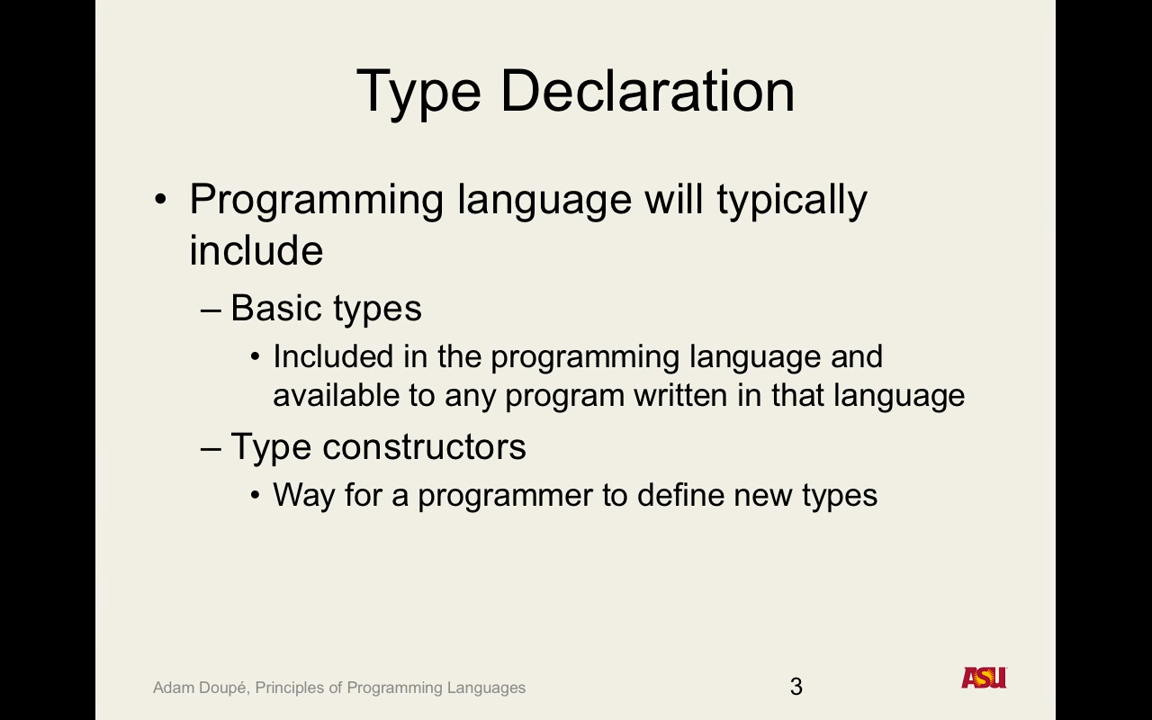 Type Declaration
• Programming language will typically
include
– Basic types
• Included in the programming language and
available to any program written in that language
– Type constructors
• Way for a programmer to define new types
Adam Doupé, Principles of Programming Languages
3
ASU